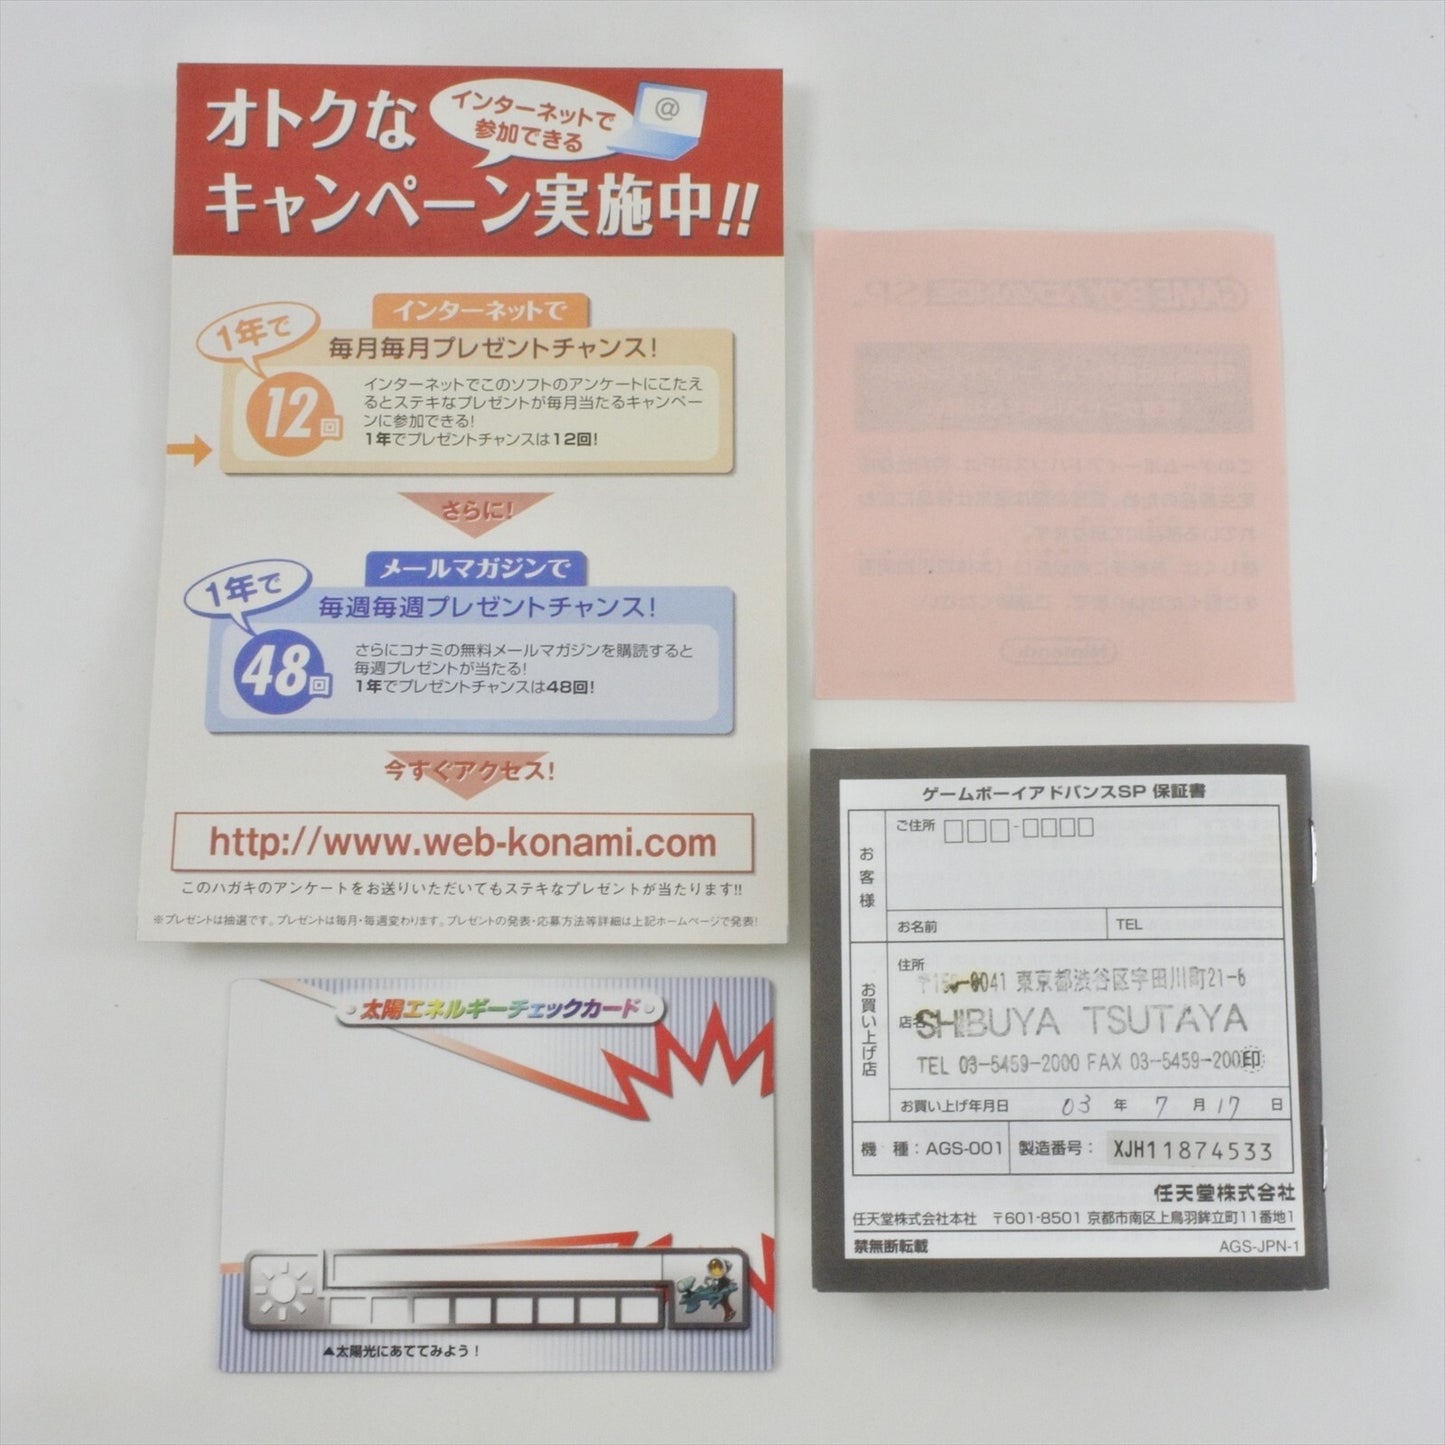 オトクな
インターネットで
参加できる
@
キャンペーン実施中!!
インターネットで
1年で
毎月毎月プレゼントチャンス!
12回
インターネットでこのソフトのアンケートにこたえ
るとステキなプレゼントが毎月当たるキャンペー
ンに参加できる!
1年でプレゼントチャンスは12回!
さらに!
メールマガジンで
1年で
毎週毎週プレゼントチャンス!
48回
さらにコナミの無料メールマガジンを購読すると
毎週プレゼントが当たる!
1年でプレゼントチャンスは48回!
今すぐアクセス!
http://www.web-konami.com
このハガキのアンケートをお送りいただいてもステキなプレゼントが当たります!!
※プレゼントは抽選です。プレゼントは毎月・毎週変わります。プレゼントの発表・応募方法等詳細は上記ホームページで発表!
太陽エネルギーチェックカード
▲太陽光にあててみよう!
Nintendo
ゲームボーイアドバンスSP 保証書
お客様
ご住所 □□□-□□□□
お名前
TEL
お買い上げ店
住所
〒150-0041 東京都渋谷区宇田川町21-6
店名
SHIBUYA TSUTAYA
TEL 03-5459-2000 FAX 03-5459-200
印
お買い上げ年月日 03 年 7 月 17 日
機 種：AGS-001 製造番号： XJH11874533
任天堂株式会社
任天堂株式会社本社 〒601-8501 京都市南区上鳥羽鉾立町11番地1
禁無断転載 AGS-JPN-1